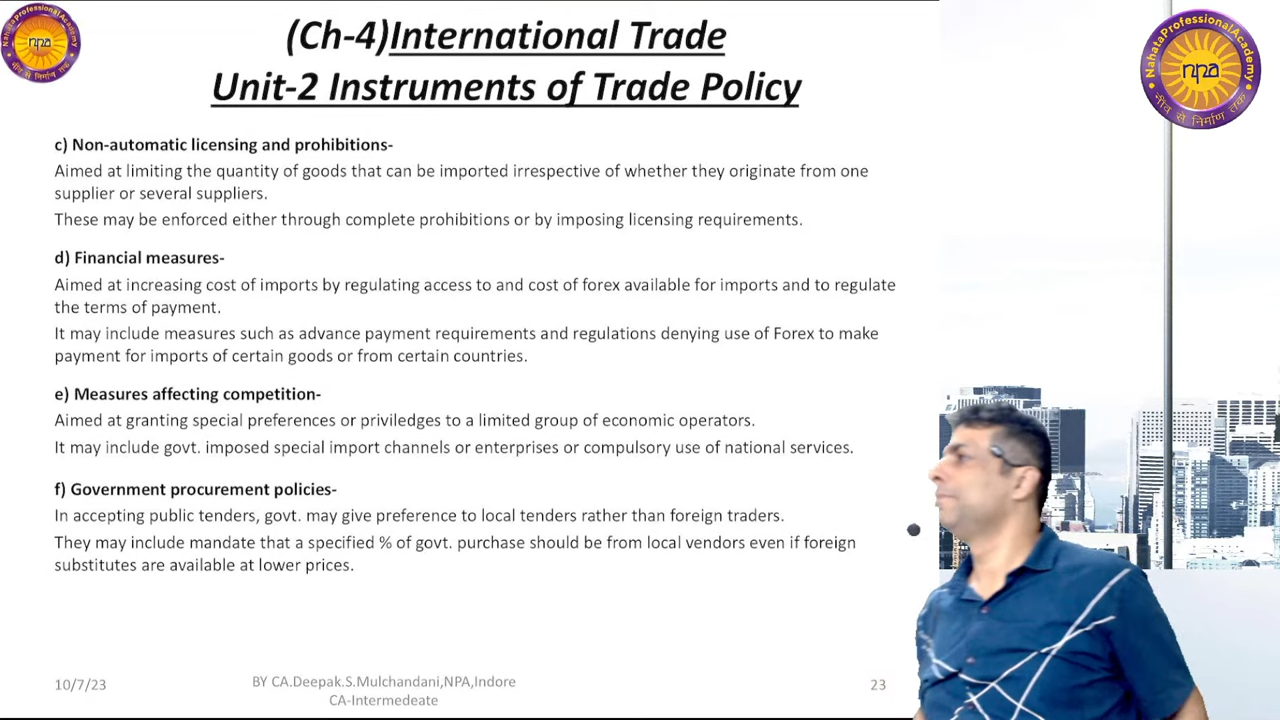 (Ch-4)International Trade
Unit-2 Instruments of Trade Policy
NahataProfessionalAcademy
npa
नींव से निर्माण तक
NahataProfessionalAcademy
npa
नींव से निर्माण तक
c) Non-automatic licensing and prohibitions-
Aimed at limiting the quantity of goods that can be imported irrespective of whether they originate from one
supplier or several suppliers.
These may be enforced either through complete prohibitions or by imposing licensing requirements.
d) Financial measures-
Aimed at increasing cost of imports by regulating access to and cost of forex available for imports and to regulate
the terms of payment.
It may include measures such as advance payment requirements and regulations denying use of Forex to make
payment for imports of certain goods or from certain countries.
e) Measures affecting competition-
Aimed at granting special preferences or priviledges to a limited group of economic operators.
It may include govt. imposed special import channels or enterprises or compulsory use of national services.
f) Government procurement policies-
In accepting public tenders, govt. may give preference to local tenders rather than foreign traders.
They may include mandate that a specified % of govt. purchase should be from local vendors even if foreign
substitutes are available at lower prices.
10/7/23
BY CA.Deepak.S.Mulchandani,NPA,Indore
CA-Intermedeate
23